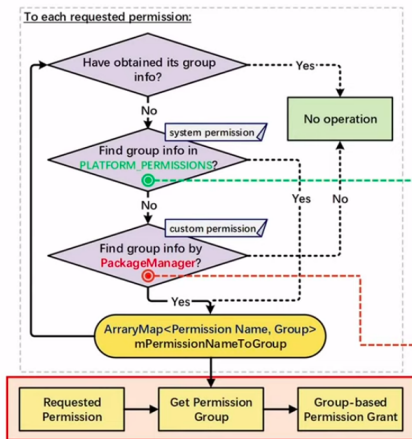 To each requested permission:
Have obtained its group
info?
Yes
No
system permission
No operation
Find group info in
PLATFORM_PERMISSIONS?
Yes
No
No
custom permission
Find group info by
PackageManager?
Yes
ArraryMap<Permission Name, Group>
mPermissionNameToGroup
Requested
Permission
Get Permission
Group
Group-based
Permission Grant